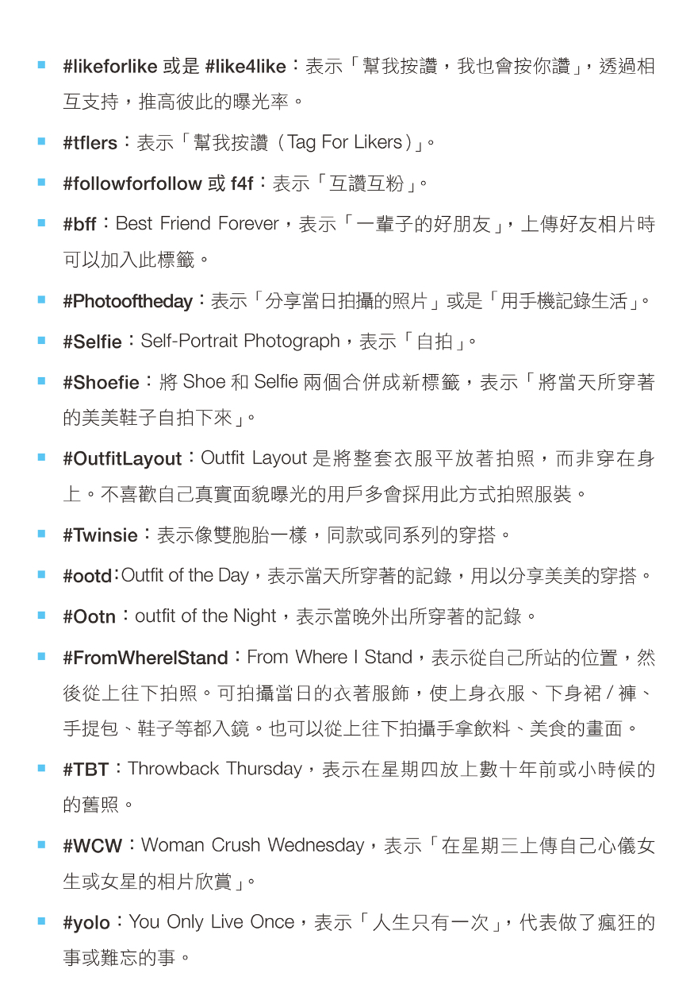 ▪ #likeforlike 或是 #like4like：表示「幫我按讚，我也會按你讚」，透過相
互支持，推高彼此的曝光率。
▪ #tflers：表示「幫我按讚（Tag For Likers）」。
▪ #followforfollow 或 f4f：表示「互讚互粉」。
▪ #bff：Best Friend Forever，表示「一輩子的好朋友」，上傳好友相片時
可以加入此標籤。
▪ #Photooftheday：表示「分享當日拍攝的照片」或是「用手機記錄生活」。
▪ #Selfie：Self-Portrait Photograph，表示「自拍」。
▪ #Shoefie：將 Shoe 和 Selfie 兩個合併成新標籤，表示「將當天所穿著
的美美鞋子自拍下來」。
▪ #OutfitLayout：Outfit Layout 是將整套衣服平放著拍照，而非穿在身
上。不喜歡自己真實面貌曝光的用戶多會採用此方式拍照服裝。
▪ #Twinsie：表示像雙胞胎一樣，同款或同系列的穿搭。
▪ #ootd：Outfit of the Day，表示當天所穿著的記錄，用以分享美美的穿搭。
▪ #Ootn：outfit of the Night，表示當晚外出所穿著的記錄。
▪ #FromWhereIStand：From Where I Stand，表示從自己所站的位置，然
後從上往下拍照。可拍攝當日的衣著服飾，使上身衣服、下身裙 / 褲、
手提包、鞋子等都入鏡。也可以從上往下拍攝手拿飲料、美食的畫面。
▪ #TBT：Throwback Thursday，表示在星期四放上數十年前或小時候的
的舊照。
▪ #WCW：Woman Crush Wednesday，表示「在星期三上傳自己心儀女
生或女星的相片欣賞」。
▪ #yolo：You Only Live Once，表示「人生只有一次」，代表做了瘋狂的
事或難忘的事。